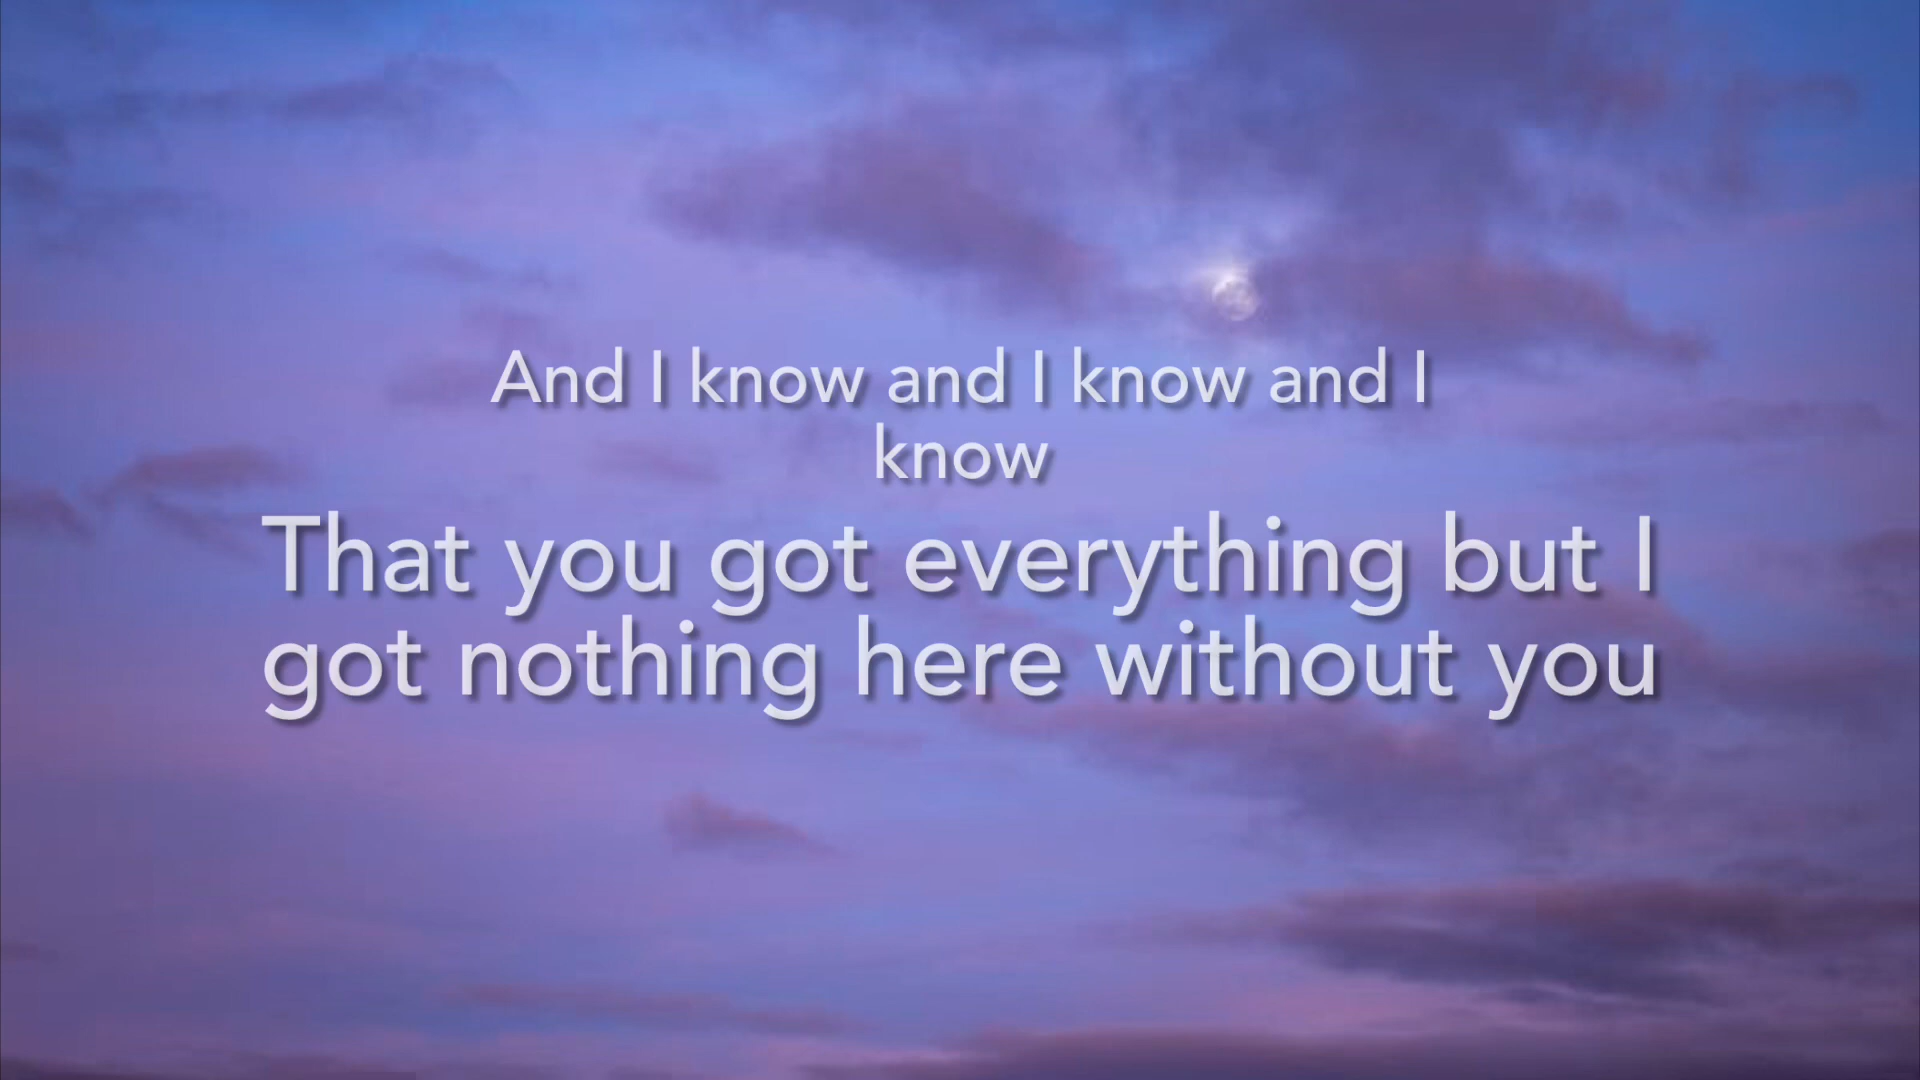 And I know and I know and I
know
That you got everything but I
got nothing here without you